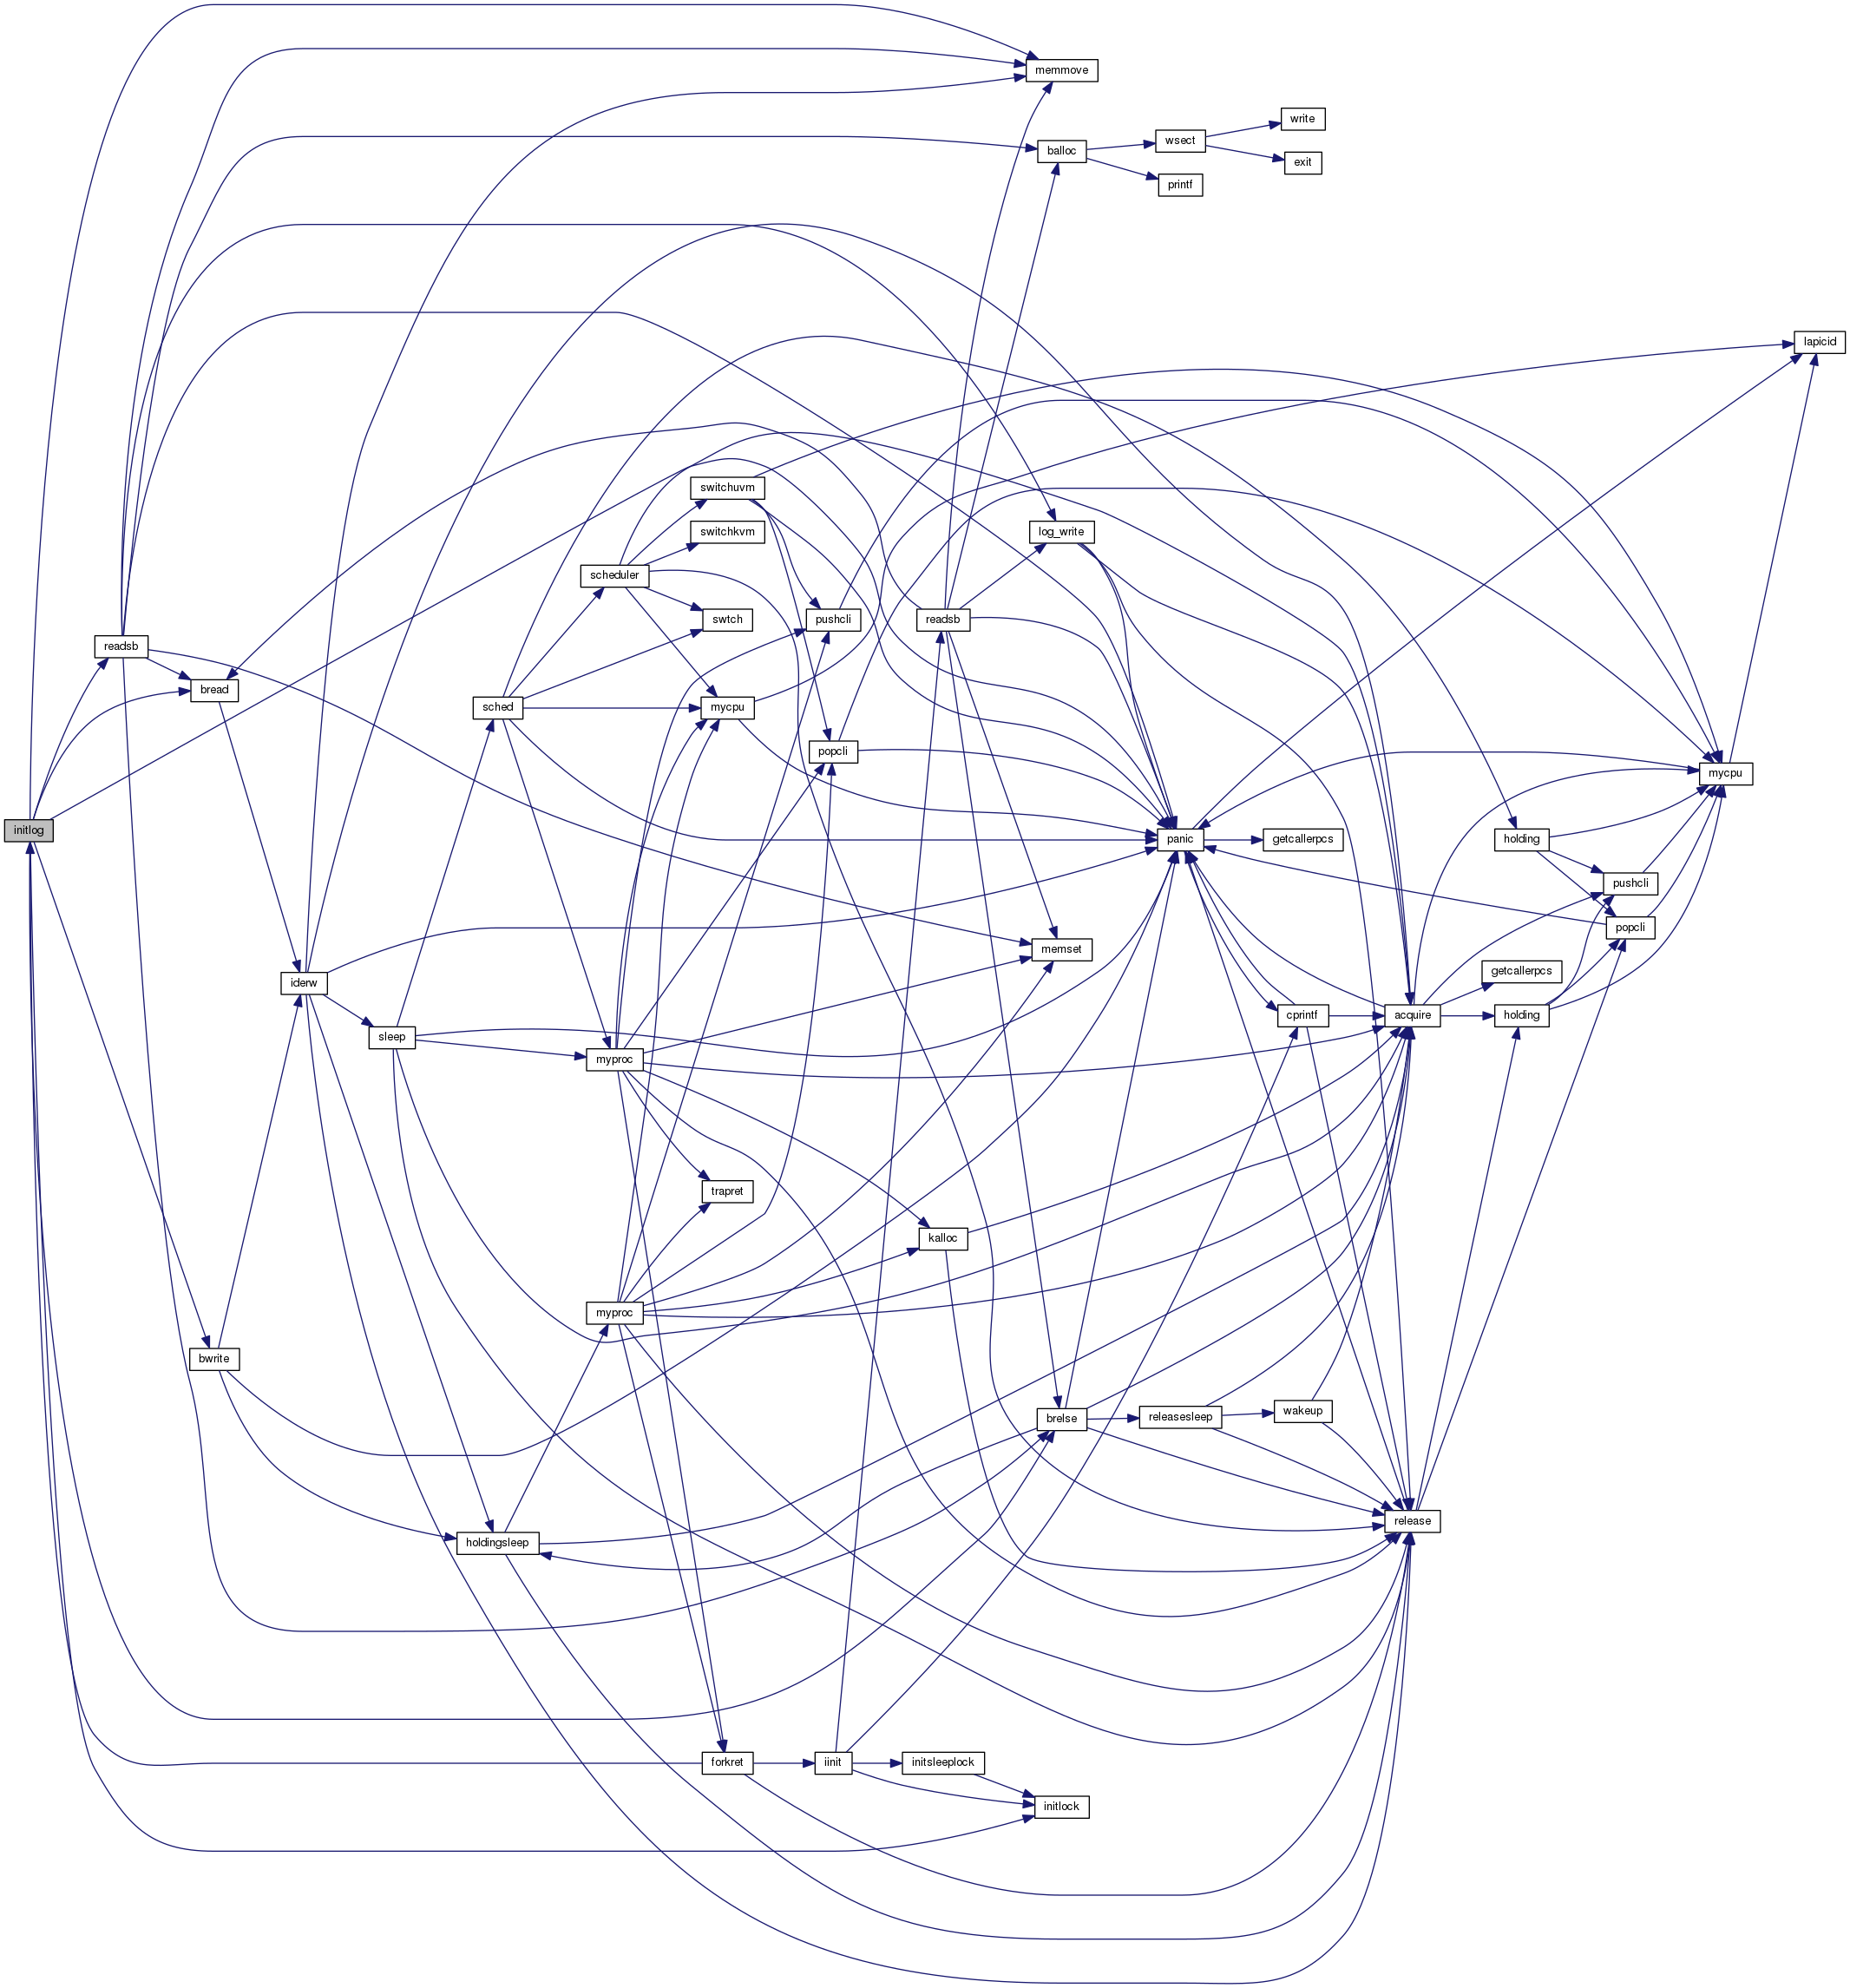 memmove
write
balloc
wsect
exit
printf
lapicid
switchuvm
log_write
switchkvm
scheduler
readsb
pushcli
swtch
readsb
bread
sched
mycpu
popcli
mycpu
initlog
panic
getcallerpcs
holding
pushcli
popcli
memset
getcallerpcs
iderw
cprintf
acquire
holding
sleep
myproc
trapret
kalloc
myproc
bwrite
brelse
releasesleep
wakeup
release
holdingsleep
forkret
iinit
initsleeplock
initlock